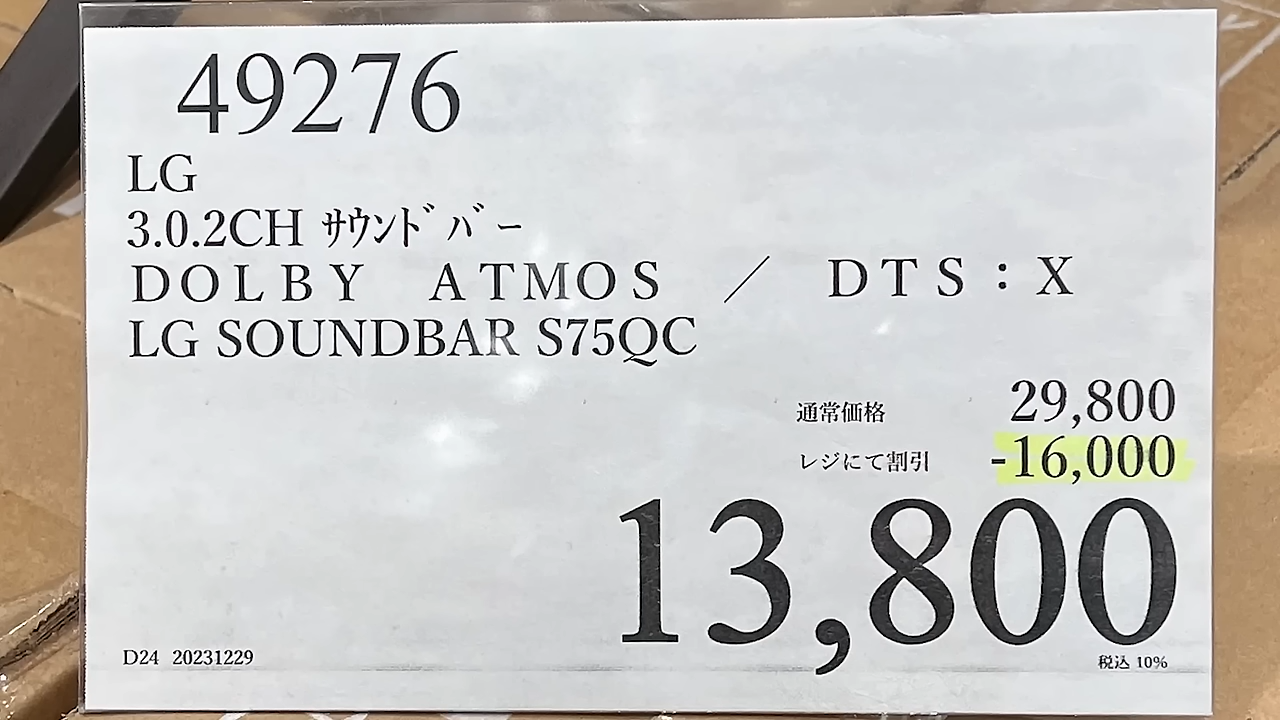 49276
LG
3.0.2CH ｻｳﾝﾄﾞﾊﾞｰ
ＤＯＬＢＹ　ＡＴＭＯＳ　／　ＤＴＳ：Ｘ
LG SOUNDBAR S75QC
通常価格 29,800
レジにて割引 -16,000
13,800
D24 20231229
税込 10%